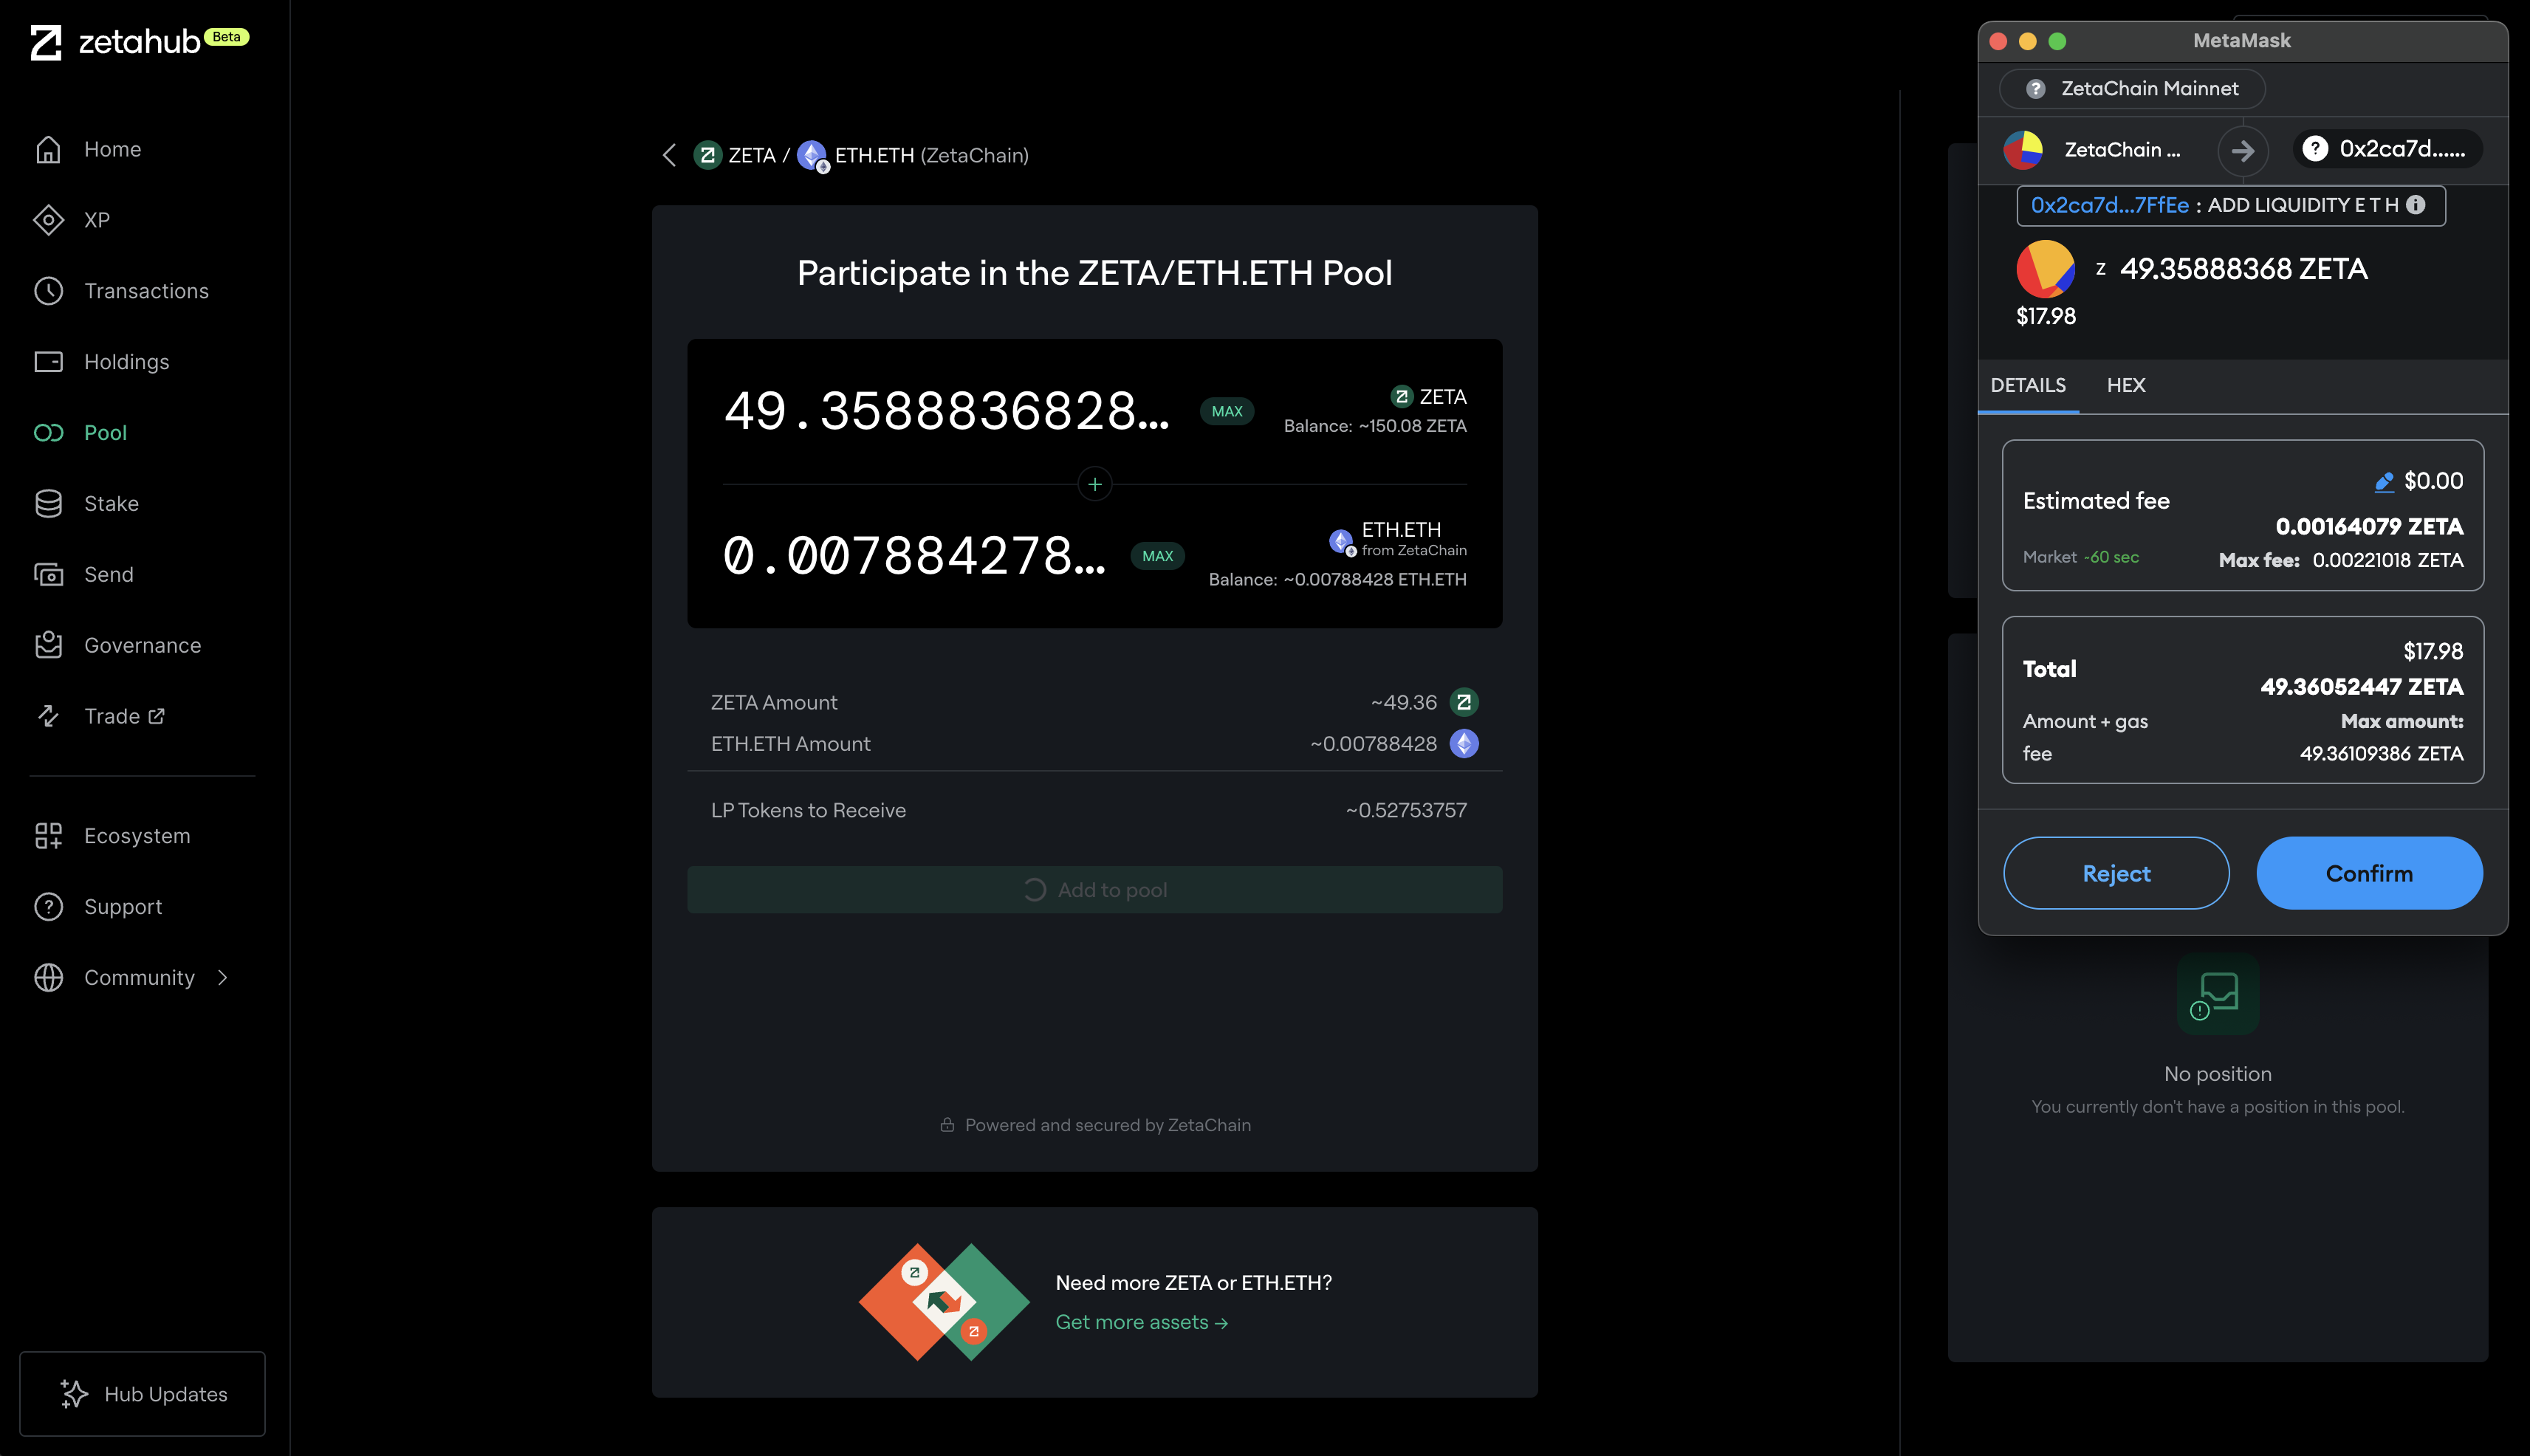 zetahub Beta
Home
XP
Transactions
Holdings
Pool
Stake
Send
Governance
Trade
Ecosystem
Support
Community
Hub Updates
ZETA / ETH.ETH (ZetaChain)
Participate in the ZETA/ETH.ETH Pool
49.3588836828... MAX
ZETA
Balance: ~150.08 ZETA
+
0.007884278... MAX
ETH.ETH
from ZetaChain
Balance: ~0.00788428 ETH.ETH
ZETA Amount ~49.36
ETH.ETH Amount ~0.00788428
LP Tokens to Receive ~0.52753757
Add to pool
Powered and secured by ZetaChain
Need more ZETA or ETH.ETH?
Get more assets →
MetaMask
? ZetaChain Mainnet
ZetaChain ... ? 0x2ca7d......
0x2ca7d...7FfEe : ADD LIQUIDITY E T H
Z 49.35888368 ZETA
$17.98
DETAILS HEX
$0.00
Estimated fee
0.00164079 ZETA
Market ~60 sec Max fee: 0.00221018 ZETA
$17.98
Total
49.36052447 ZETA
Amount + gas fee
Max amount:
49.36109386 ZETA
Reject Confirm
No position
You currently don't have a position in this pool.